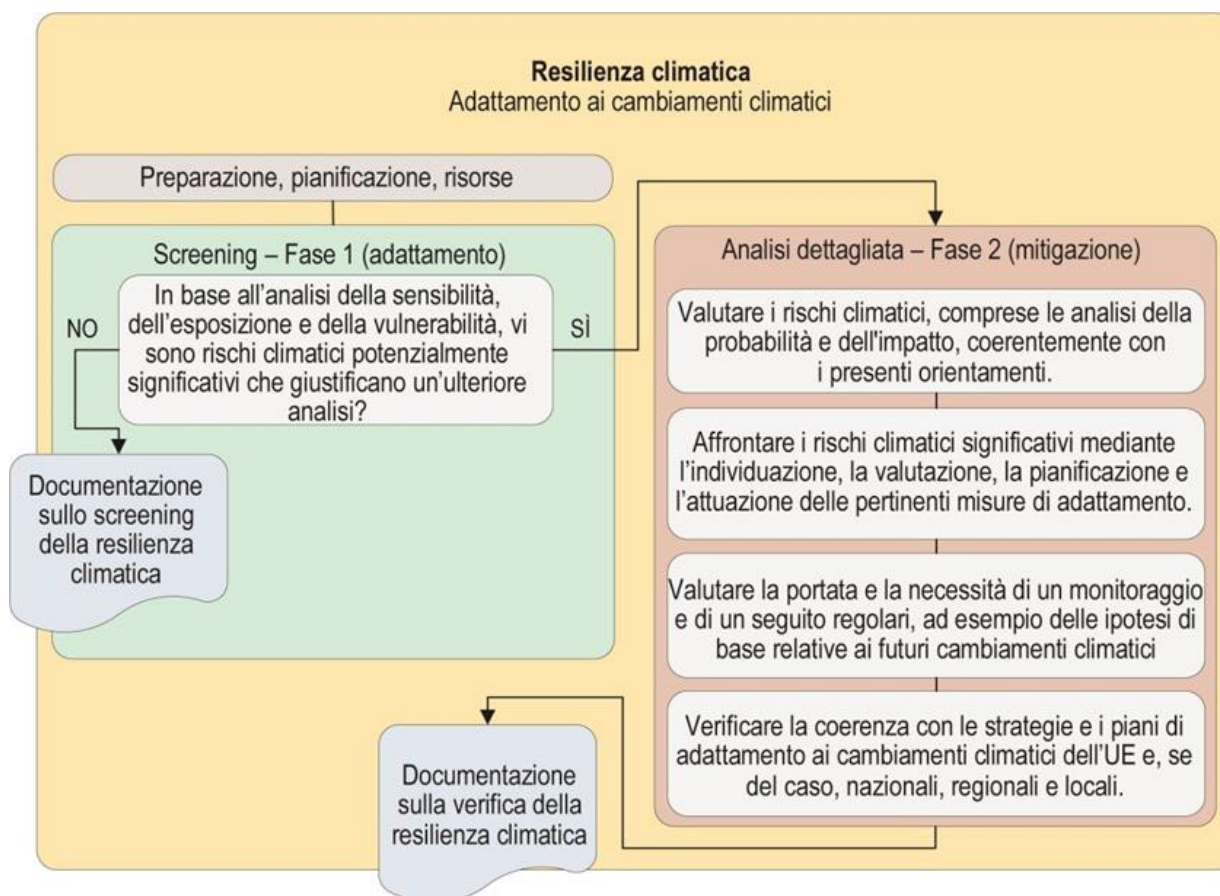 Resilienza climatica
Adattamento ai cambiamenti climatici
Preparazione, pianificazione, risorse
Screening – Fase 1 (adattamento)
In base all’analisi della sensibilità,
dell’esposizione e della vulnerabilità, vi
sono rischi climatici potenzialmente
significativi che giustificano un’ulteriore
analisi?
NO
SÌ
Documentazione
sullo screening
della resilienza
climatica
Analisi dettagliata – Fase 2 (mitigazione)
Valutare i rischi climatici, comprese le analisi della
probabilità e dell'impatto, coerentemente con
i presenti orientamenti.
Affrontare i rischi climatici significativi mediante
l’individuazione, la valutazione, la pianificazione e
l’attuazione delle pertinenti misure di adattamento.
Valutare la portata e la necessità di un monitoraggio
e di un seguito regolari, ad esempio delle ipotesi di
base relative ai futuri cambiamenti climatici
Verificare la coerenza con le strategie e i piani di
adattamento ai cambiamenti climatici dell’UE e, se
del caso, nazionali, regionali e locali.
Documentazione
sulla verifica della
resilienza climatica